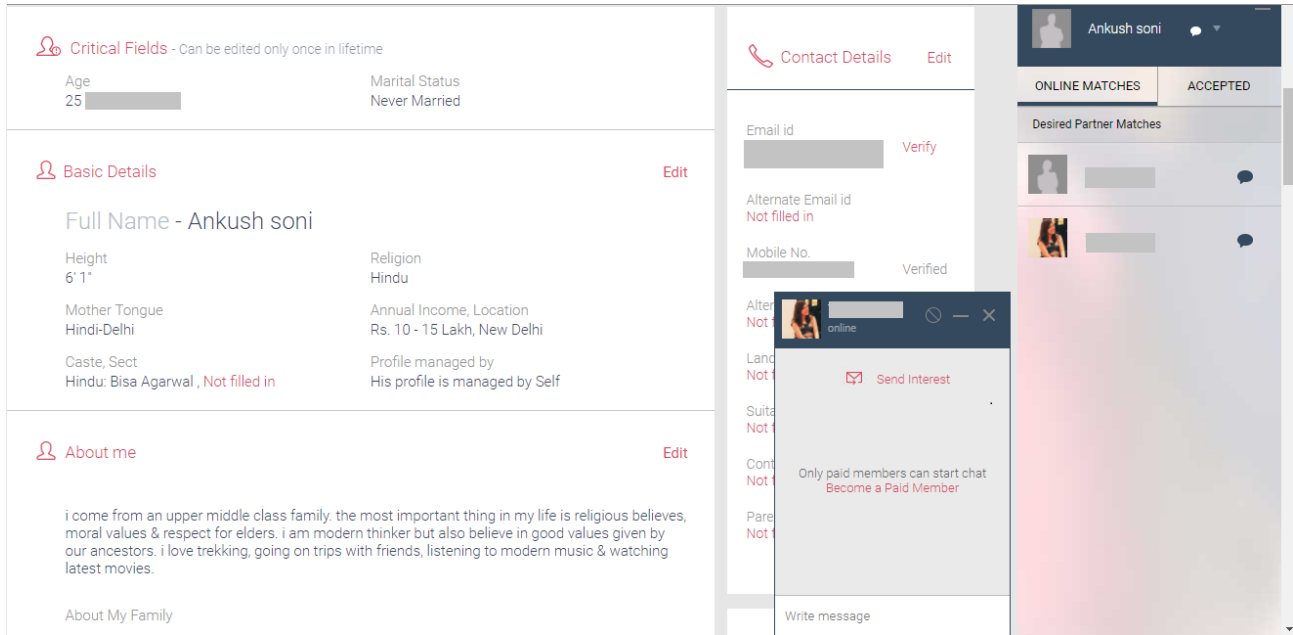 Critical Fields - Can be edited only once in lifetime
Age
25
Marital Status
Never Married
Basic Details
Edit
Full Name - Ankush soni
Height
6' 1"
Religion
Hindu
Mother Tongue
Hindi-Delhi
Annual Income, Location
Rs. 10 - 15 Lakh, New Delhi
Caste, Sect
Hindu: Bisa Agarwal , Not filled in
Profile managed by
His profile is managed by Self
About me
Edit
i come from an upper middle class family. the most important thing in my life is religious believes,
moral values & respect for elders. i am modern thinker but also believe in good values given by
our ancestors. i love trekking, going on trips with friends, listening to modern music & watching
latest movies.
About My Family
Contact Details
Edit
Email id
Verify
Alternate Email id
Not filled in
Mobile No.
Verified
Alter
Not f
Land
Not f
Suita
Not f
Cont
Not f
Pare
Not f
online
Send Interest
Only paid members can start chat
Become a Paid Member
Write message
Ankush soni
ONLINE MATCHES
ACCEPTED
Desired Partner Matches